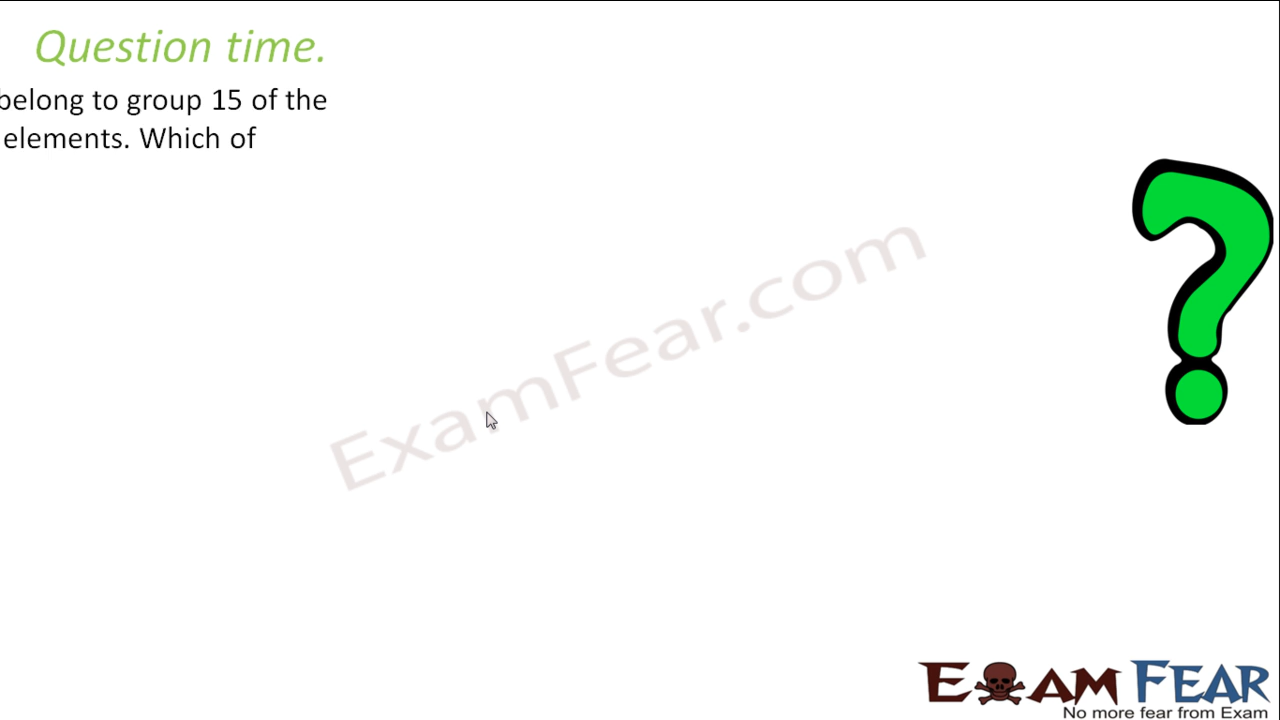 Question time.
belong to group 15 of the
elements. Which of
ExamFear.com
EXAM FEAR
No more fear from Exam